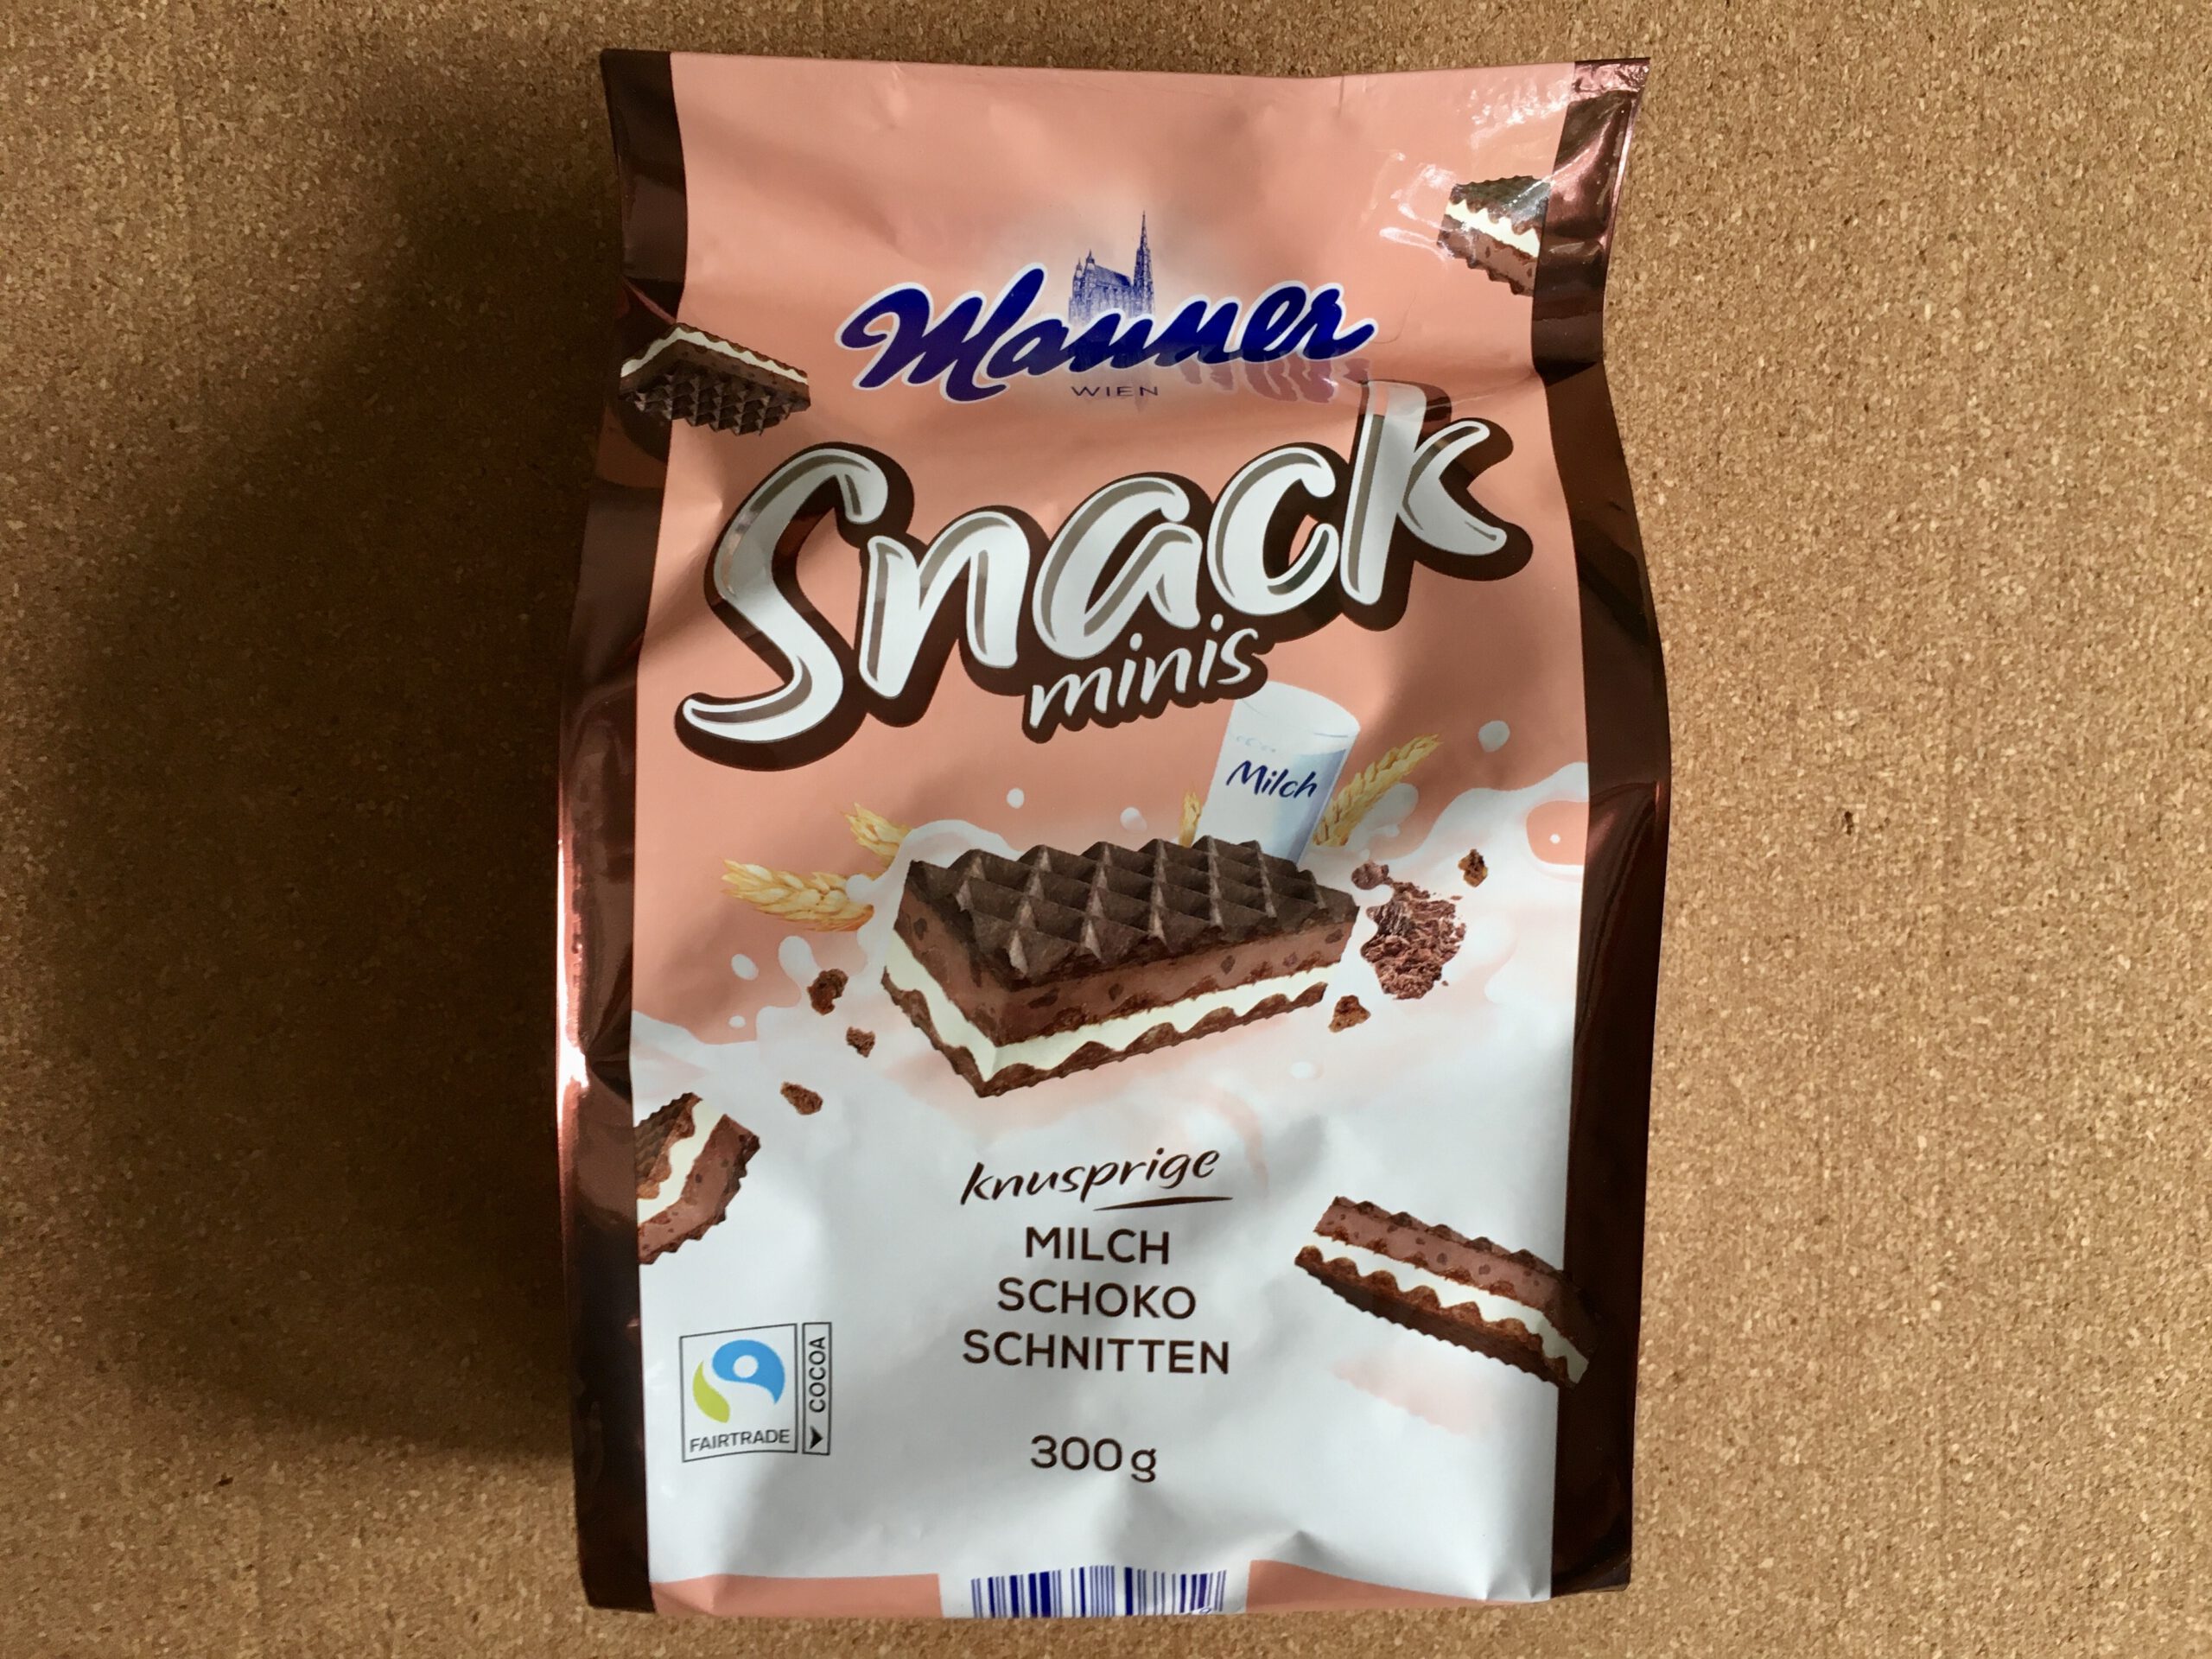 Manner
WIEN
Snack
minis
Milch
knusprige
MILCH
SCHOKO
SCHNITTEN
FAIRTRADE
COCOA
300g